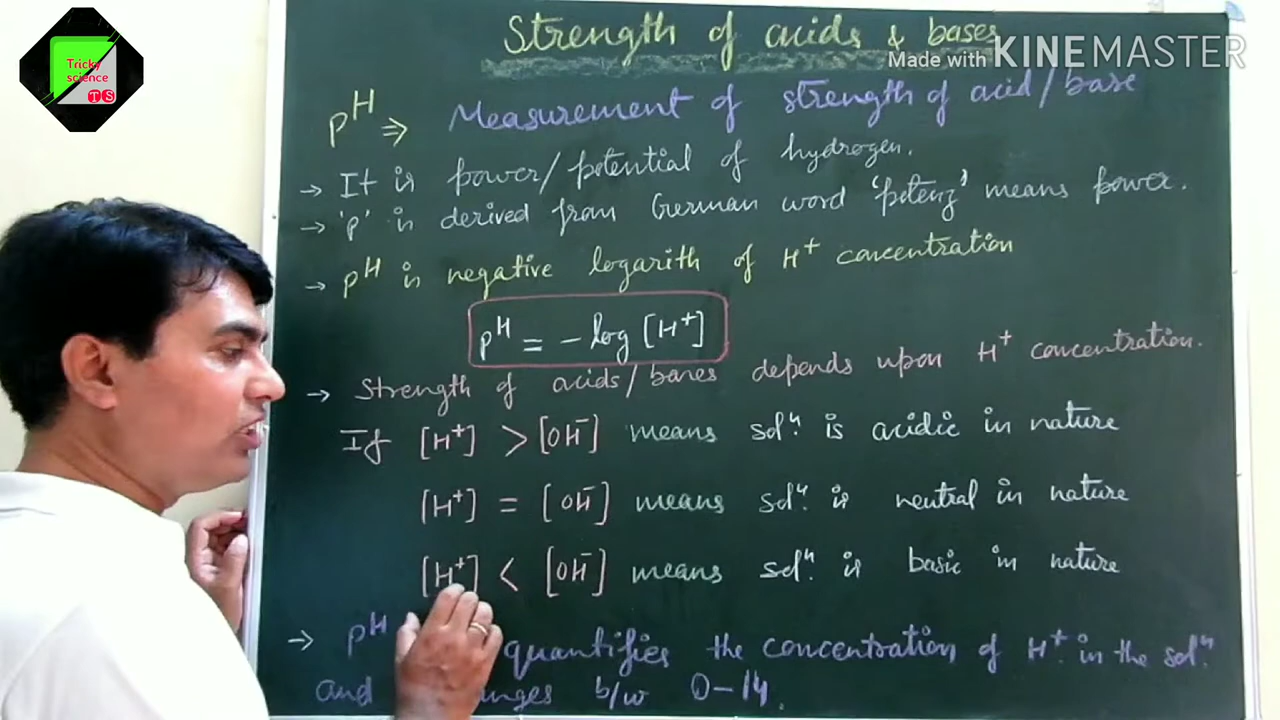 Strength of acids & bases
Made with KINEMASTER
Tricky
science
TS
pH ⇒ Measurement of strength of acid/base
→ It is power/potential of hydrogen.
→ 'p' is derived from German word 'potenz' means power.
→ pH is negative logarith of H+ concentration
pH = - log [H+]
→ Strength of acids/bases depends upon H+ concentration.
If [H+] > [OH-] means solⁿ. is acidic in nature
[H+] = [OH-] means solⁿ. is neutral in nature
[H+] < [OH-] means solⁿ. is basic in nature
→ pH quantifies the concentration of H+ in the solⁿ.
and b/w 0-14.